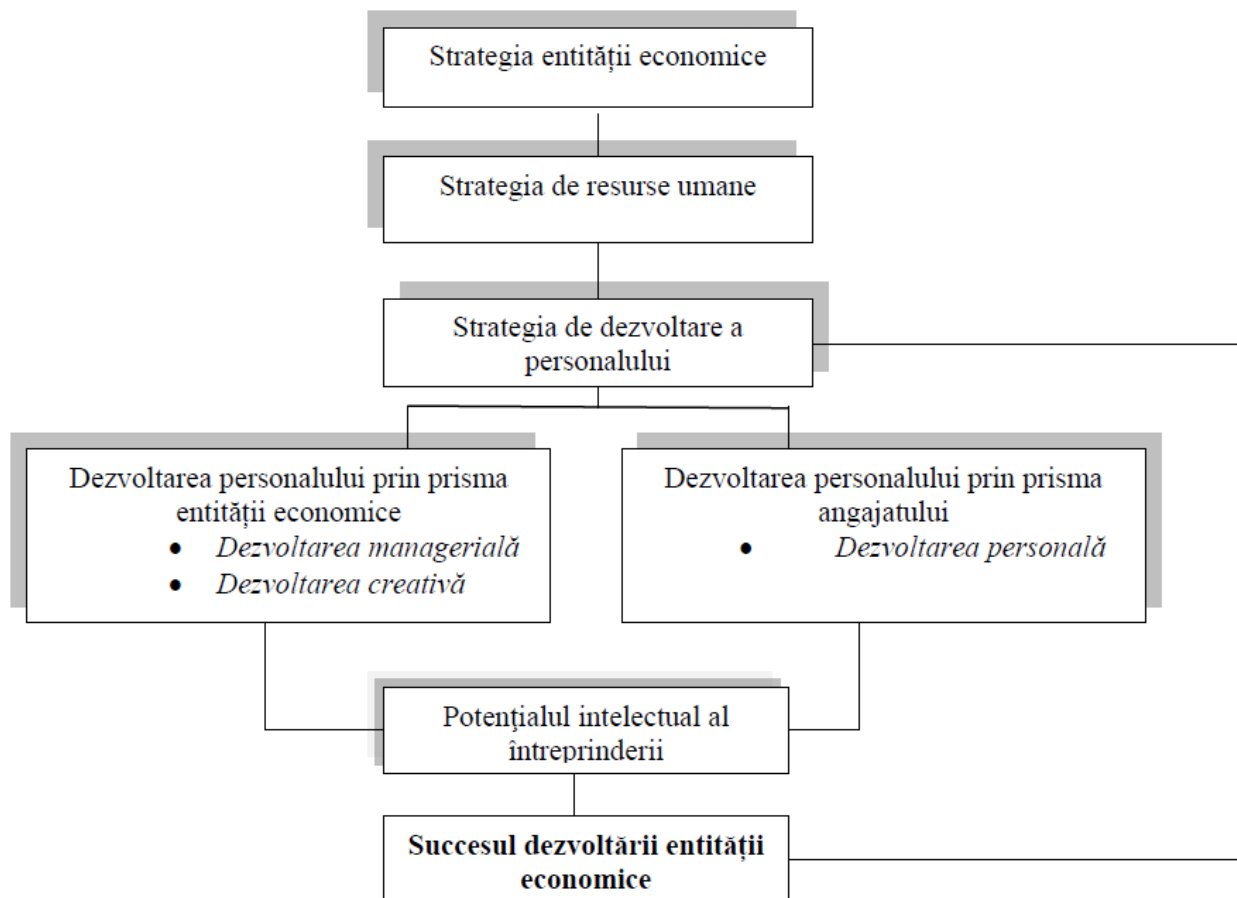 Strategia entității economice
Strategia de resurse umane
Strategia de dezvoltare a
personalului
Dezvoltarea personalului prin prisma
entității economice
• Dezvoltarea managerială
• Dezvoltarea creativă
Dezvoltarea personalului prin prisma
angajatului
• Dezvoltarea personală
Potenţialul intelectual al
întreprinderii
Succesul dezvoltării entității
economice